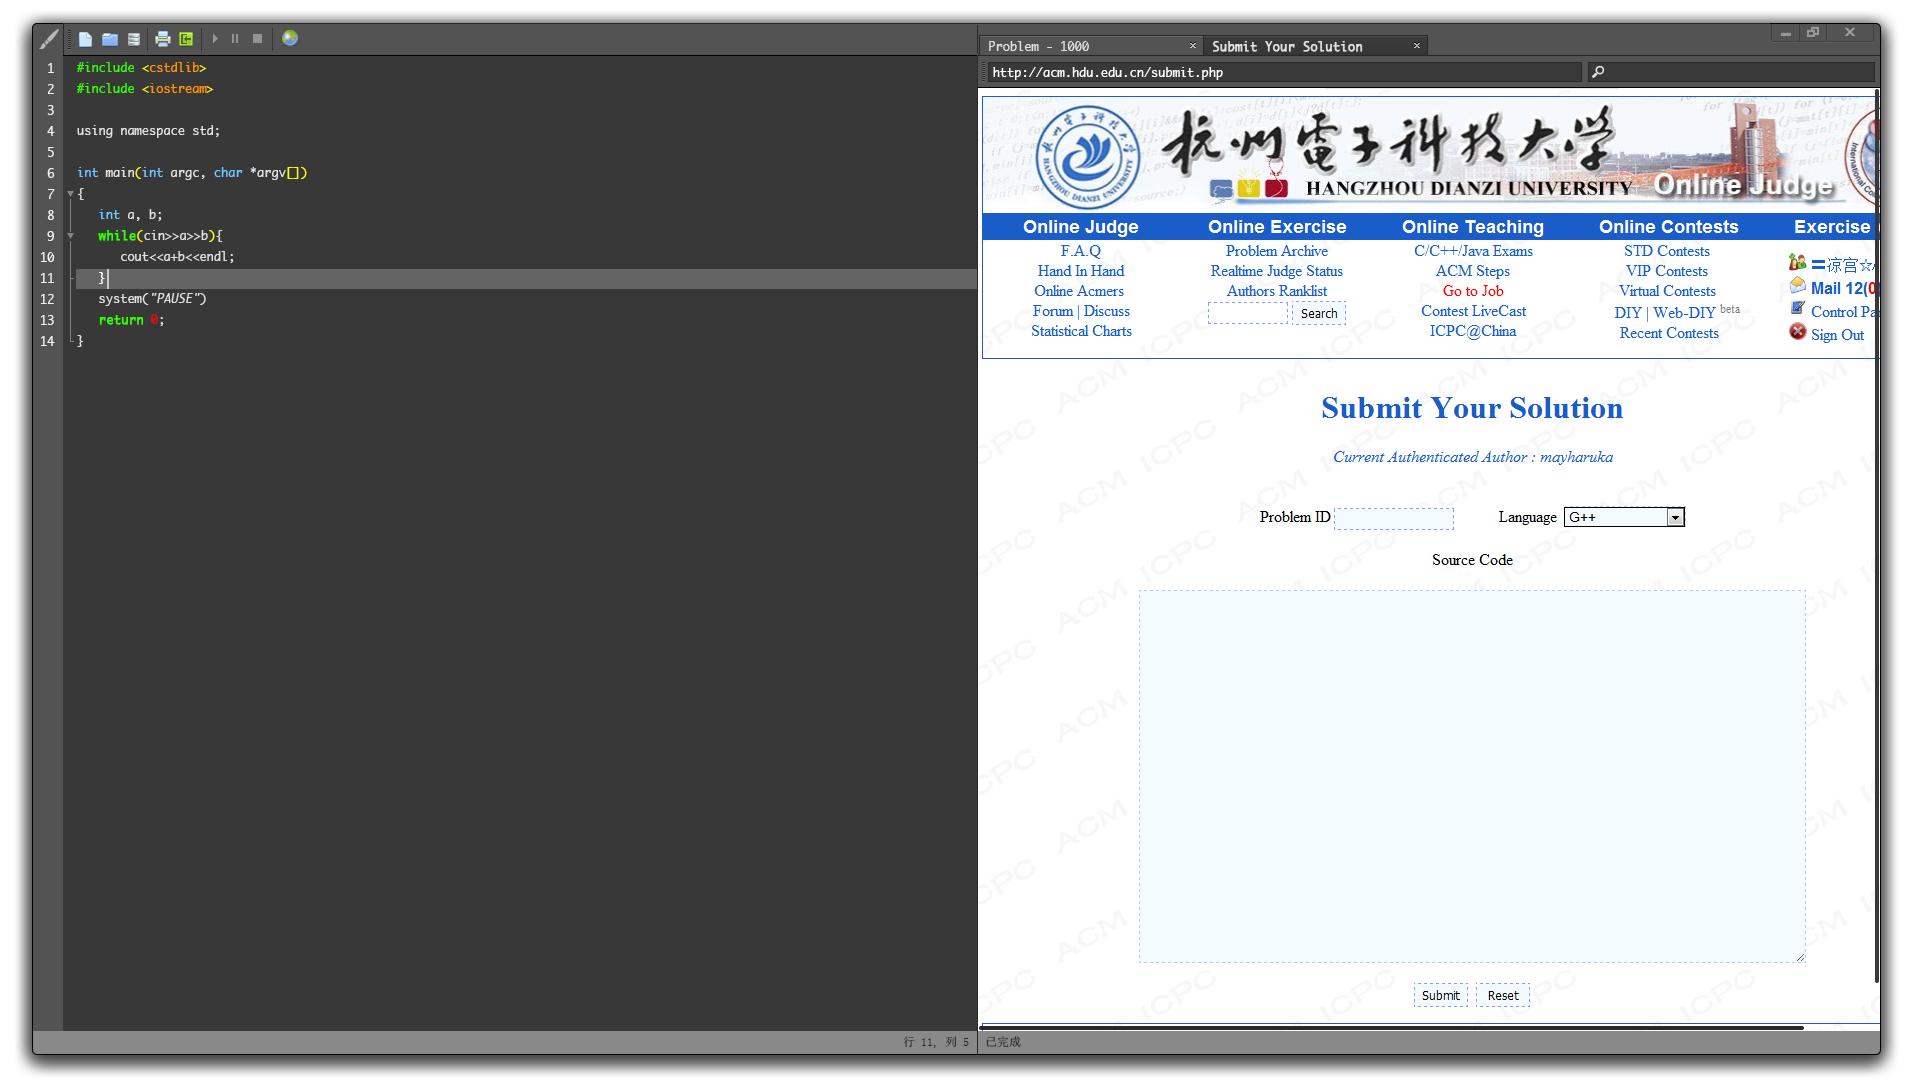 1 #include <cstdlib>
2 #include <iostream>
3
4 using namespace std;
5
6 int main(int argc, char *argv[])
7 {
8 int a, b;
9 while(cin>>a>>b){
10 cout<<a+b<<endl;
11 }
12 system("PAUSE")
13 return 0;
14 }
行 11, 列 5
Problem - 1000
Submit Your Solution
http://acm.hdu.edu.cn/submit.php
杭州電子科技大学
HANGZHOU DIANZI UNIVERSITY
Online Judge
Online Judge
F.A.Q
Hand In Hand
Online Acmers
Forum | Discuss
Statistical Charts
Online Exercise
Problem Archive
Realtime Judge Status
Authors Ranklist
Search
Online Teaching
C/C++/Java Exams
ACM Steps
Go to Job
Contest LiveCast
ICPC@China
Online Contests
STD Contests
VIP Contests
Virtual Contests
DIY | Web-DIY beta
Recent Contests
Exercise
〓凉宫☆
Mail 12(0
Control Pa
Sign Out
Submit Your Solution
Current Authenticated Author : mayharuka
Problem ID
Language G++
Source Code
Submit Reset
已完成